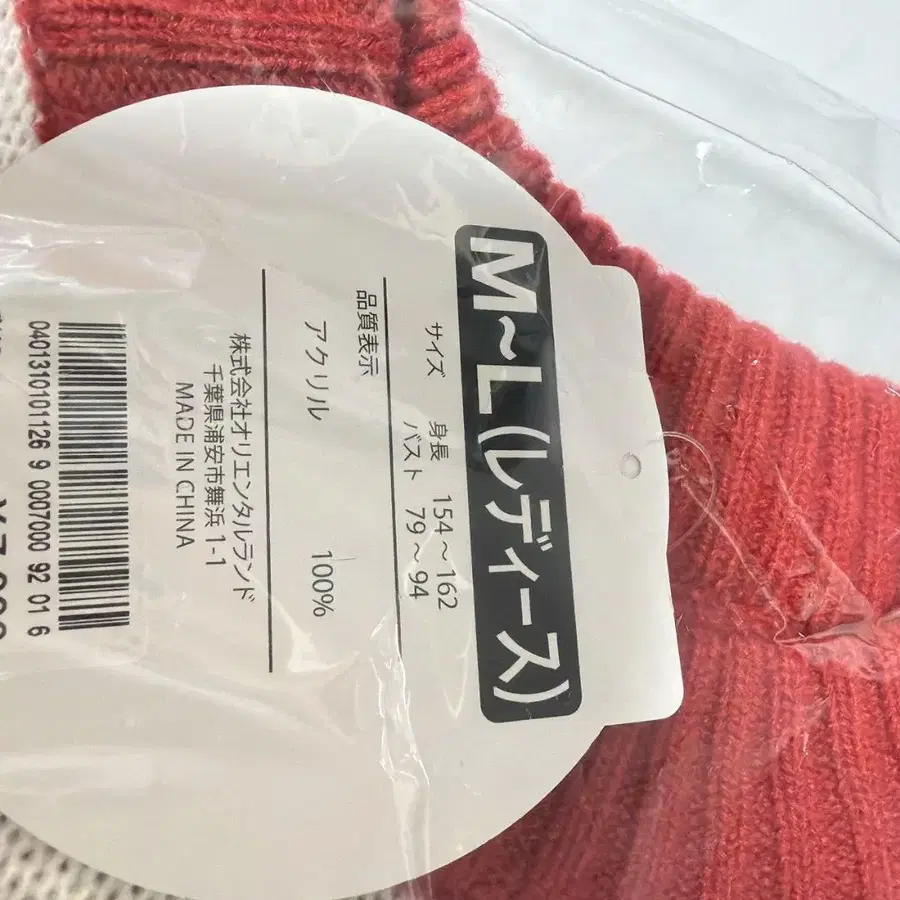 M~L(レディース)
サイズ 身長 154～162
バスト 79～94
品質表示
アクリル 100%
株式会社オリエンタルランド
千葉県浦安市舞浜 1-1
MADE IN CHINA
0401310101126 9 0007000 92 01 6